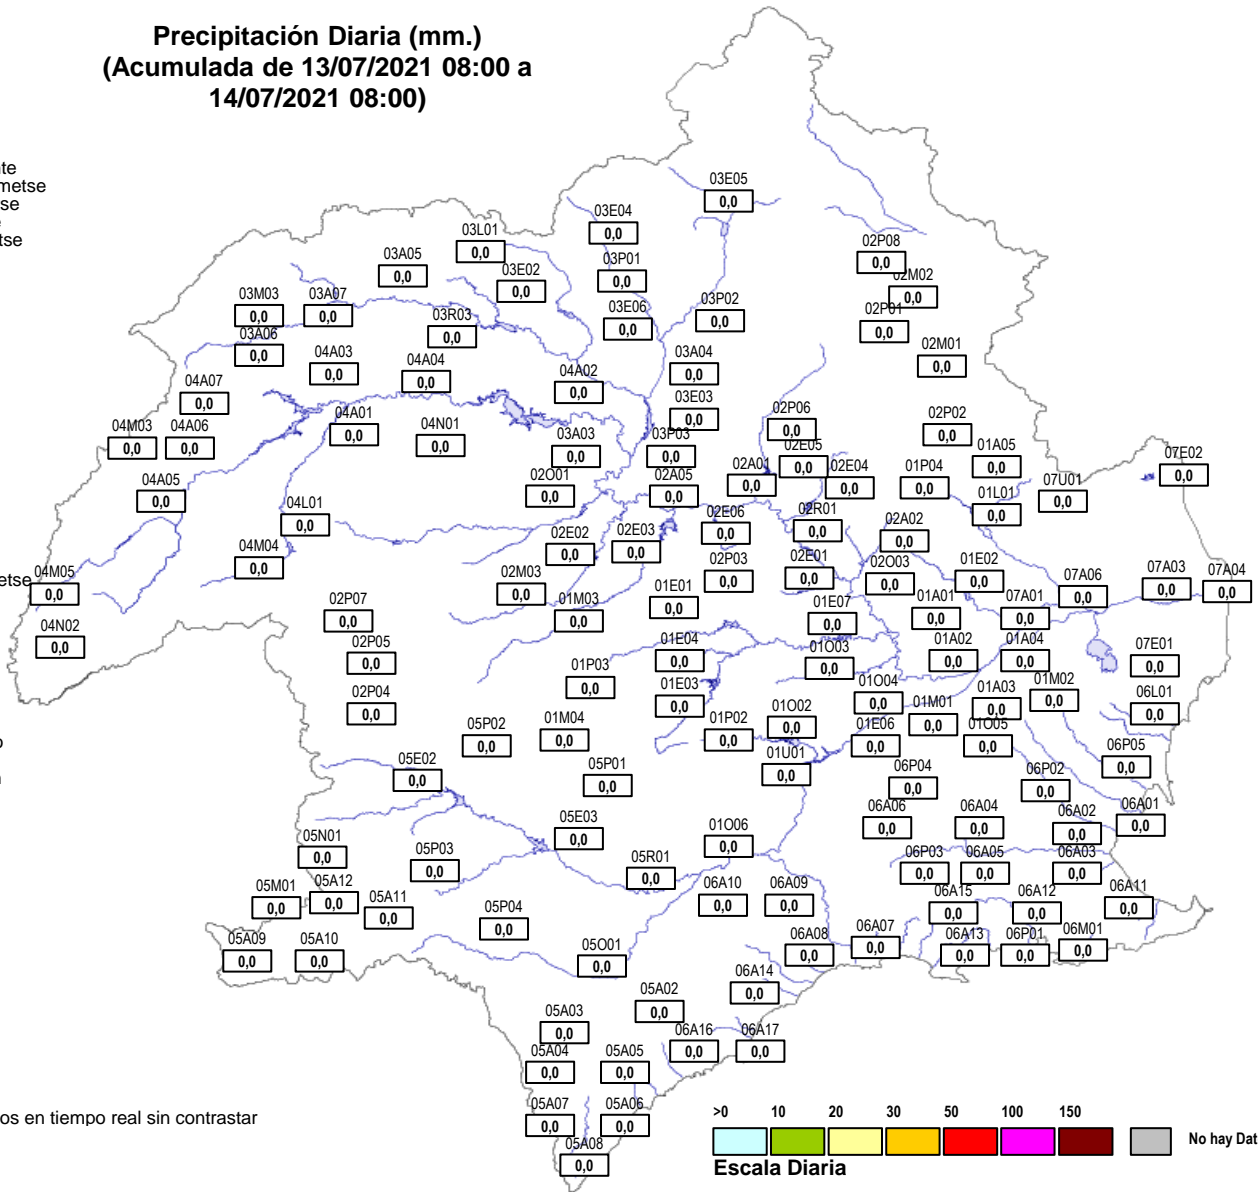 Precipitación Diaria (mm.)
(Acumulada de 13/07/2021 08:00 a
14/07/2021 08:00)
03E05
0,0
03E04
0,0
03L01
0,0
03A05
0,0
03E02
0,0
03P01
0,0
02P08
0,0
02M02
0,0
03M03
0,0
03A07
0,0
03R03
0,0
03E06
0,0
03P02
0,0
02P01
0,0
03A06
0,0
04A03
0,0
04A04
0,0
04A02
0,0
03A04
0,0
02M01
0,0
04A07
0,0
04A01
0,0
04N01
0,0
03E03
0,0
02P06
0,0
02P02
0,0
04M03
0,0
04A06
0,0
03A03
0,0
03P03
0,0
02E05
0,0
01A05
0,0
07E02
0,0
04A05
0,0
02O01
0,0
02A05
0,0
02A01
0,0
02E04
0,0
01P04
0,0
07U01
0,0
04L01
0,0
01L01
0,0
02E06
0,0
02R01
0,0
02A02
0,0
04M04
0,0
02E02
0,0
02E03
0,0
metse
04M05
0,0
02M03
0,0
02P03
0,0
02E01
0,0
02O03
0,0
01E02
0,0
07A06
0,0
07A03
0,0
07A04
0,0
02P07
0,0
01M03
0,0
01E01
0,0
01E07
0,0
01A01
0,0
07A01
0,0
04N02
0,0
02P05
0,0
01E04
0,0
01O03
0,0
01A02
0,0
01A04
0,0
07E01
0,0
01P03
0,0
01E03
0,0
01O04
0,0
01A03
0,0
01M02
0,0
06L01
0,0
02P04
0,0
05P02
0,0
01M04
0,0
01P02
0,0
01O02
0,0
01E06
0,0
01M01
0,0
01O05
0,0
05E02
0,0
05P01
0,0
01U01
0,0
06P04
0,0
06P02
0,0
06P05
0,0
05E03
0,0
01O06
0,0
06A06
0,0
06A04
0,0
06A02
0,0
06A01
0,0
05N01
0,0
05P03
0,0
05R01
0,0
06P03
0,0
06A05
0,0
06A03
0,0
05M01
0,0
05A12
0,0
05A11
0,0
06A10
0,0
06A09
0,0
06A15
0,0
06A12
0,0
06A11
0,0
05P04
0,0
05A09
0,0
05A10
0,0
05O01
0,0
06A08
0,0
06A07
0,0
06A13
0,0
06P01
0,0
06M01
0,0
06A14
0,0
05A02
0,0
05A03
0,0
06A16
0,0
06A17
0,0
05A04
0,0
05A05
0,0
05A07
0,0
05A06
0,0
05A08
0,0
os en tiempo real sin contrastar
>0 10 20 30 50 100 150
No hay Dat
Escala Diaria